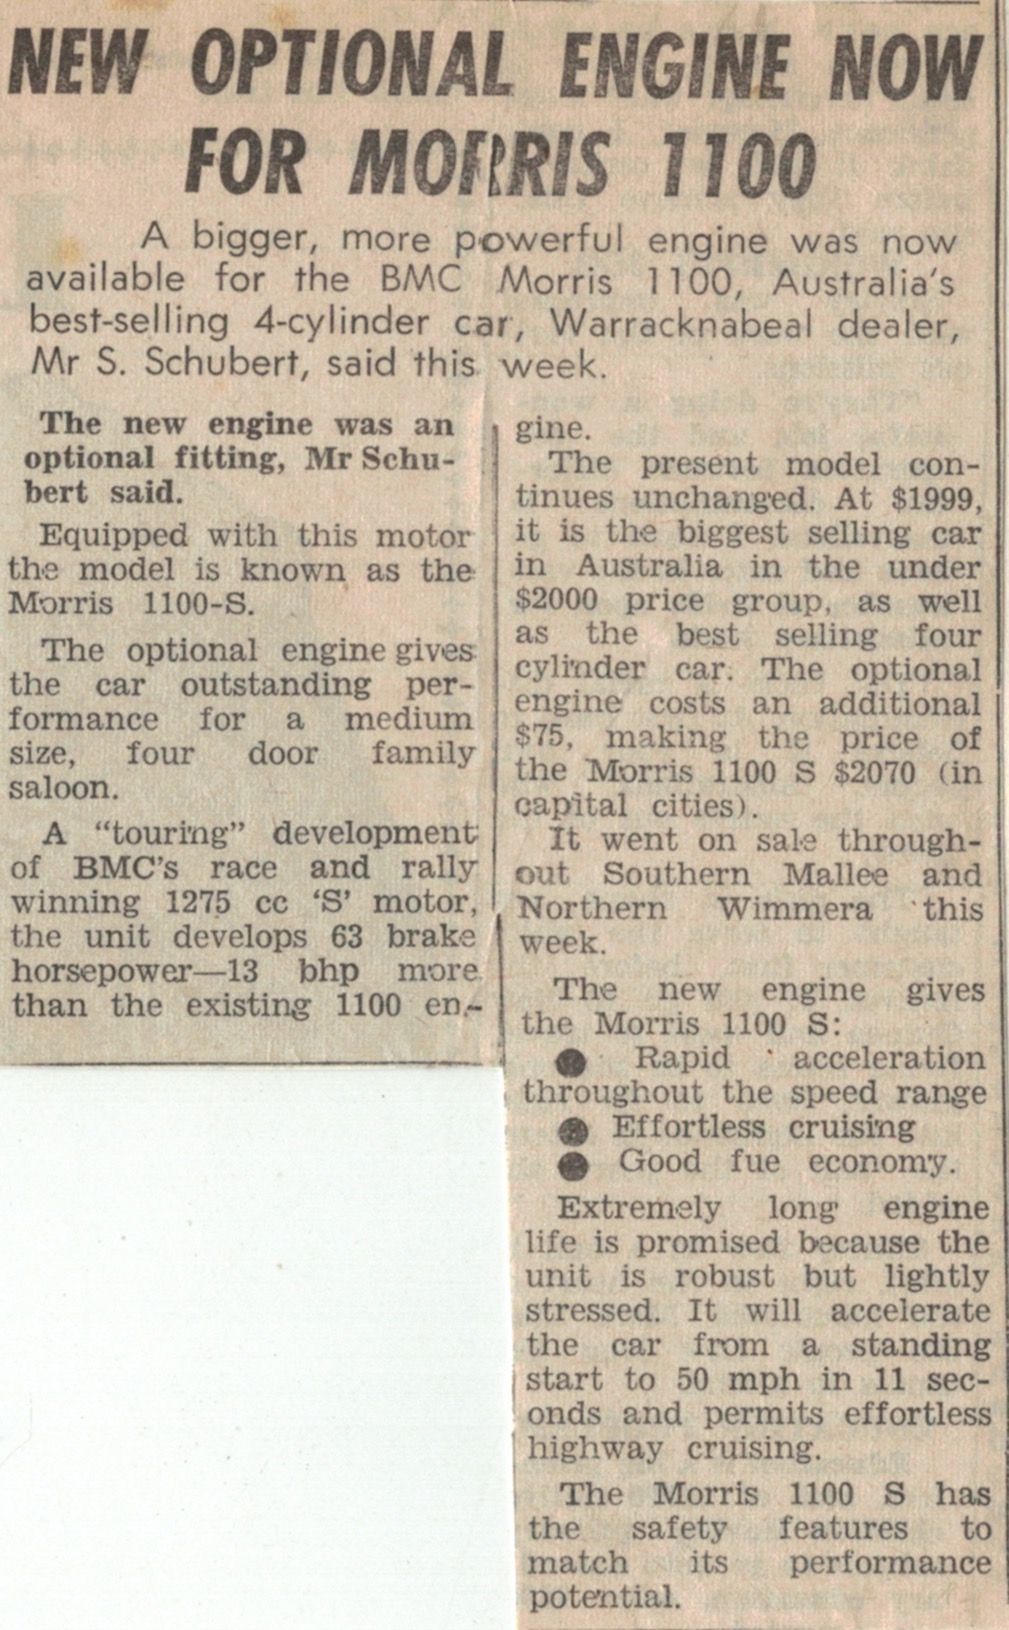 NEW OPTIONAL ENGINE NOW
FOR MORRIS 1100
A bigger, more powerful engine was now
available for the BMC Morris 1100, Australia's
best-selling 4-cylinder car, Warracknabeal dealer,
Mr S. Schubert, said this week.
The new engine was an
optional fitting, Mr Schu-
bert said.
Equipped with this motor
the model is known as the
Morris 1100-S.
The optional engine gives
the car outstanding per-
formance for a medium
size, four door family
saloon.
A “touring” development
of BMC's race and rally
winning 1275 cc ‘S’ motor,
the unit develops 63 brake
horsepower—13 bhp more
than the existing 1100 en-
gine.
The present model con-
tinues unchanged. At $1999,
it is the biggest selling car
in Australia in the under
$2000 price group, as well
as the best selling four
cylinder car. The optional
engine costs an additional
$75, making the price of
the Morris 1100 S $2070 (in
capital cities).
It went on sale through-
out Southern Mallee and
Northern Wimmera this
week.
The new engine gives
the Morris 1100 S:
● Rapid acceleration
throughout the speed range
● Effortless cruising
● Good fue economy.
Extremely long engine
life is promised because the
unit is robust but lightly
stressed. It will accelerate
the car from a standing
start to 50 mph in 11 sec-
onds and permits effortless
highway cruising.
The Morris 1100 S has
the safety features to
match its performance
potential.